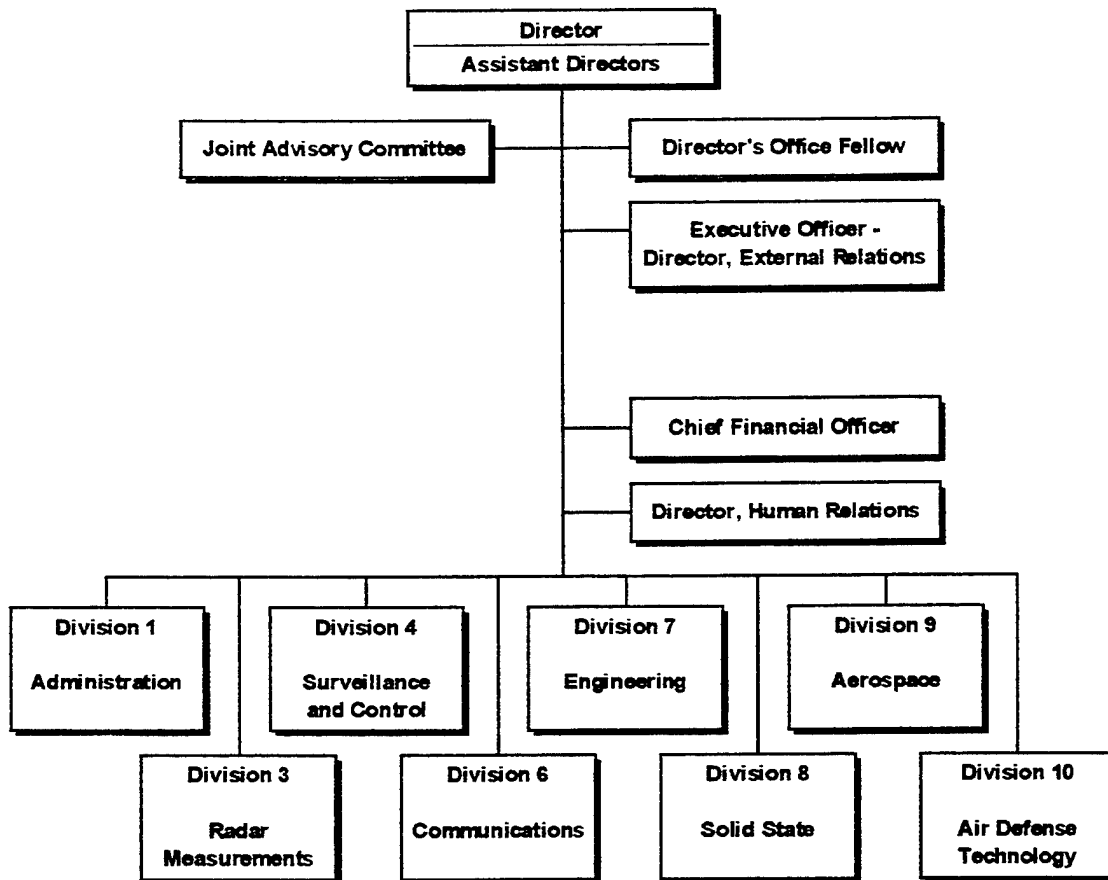 Director
Assistant Directors
Joint Advisory Committee
Director's Office Fellow
Executive Officer -
Director, External Relations
Chief Financial Officer
Director, Human Relations
Division 1
Administration
Division 4
Surveillance
and Control
Division 7
Engineering
Division 9
Aerospace
Division 3
Radar
Measurements
Division 6
Communications
Division 8
Solid State
Division 10
Air Defense
Technology